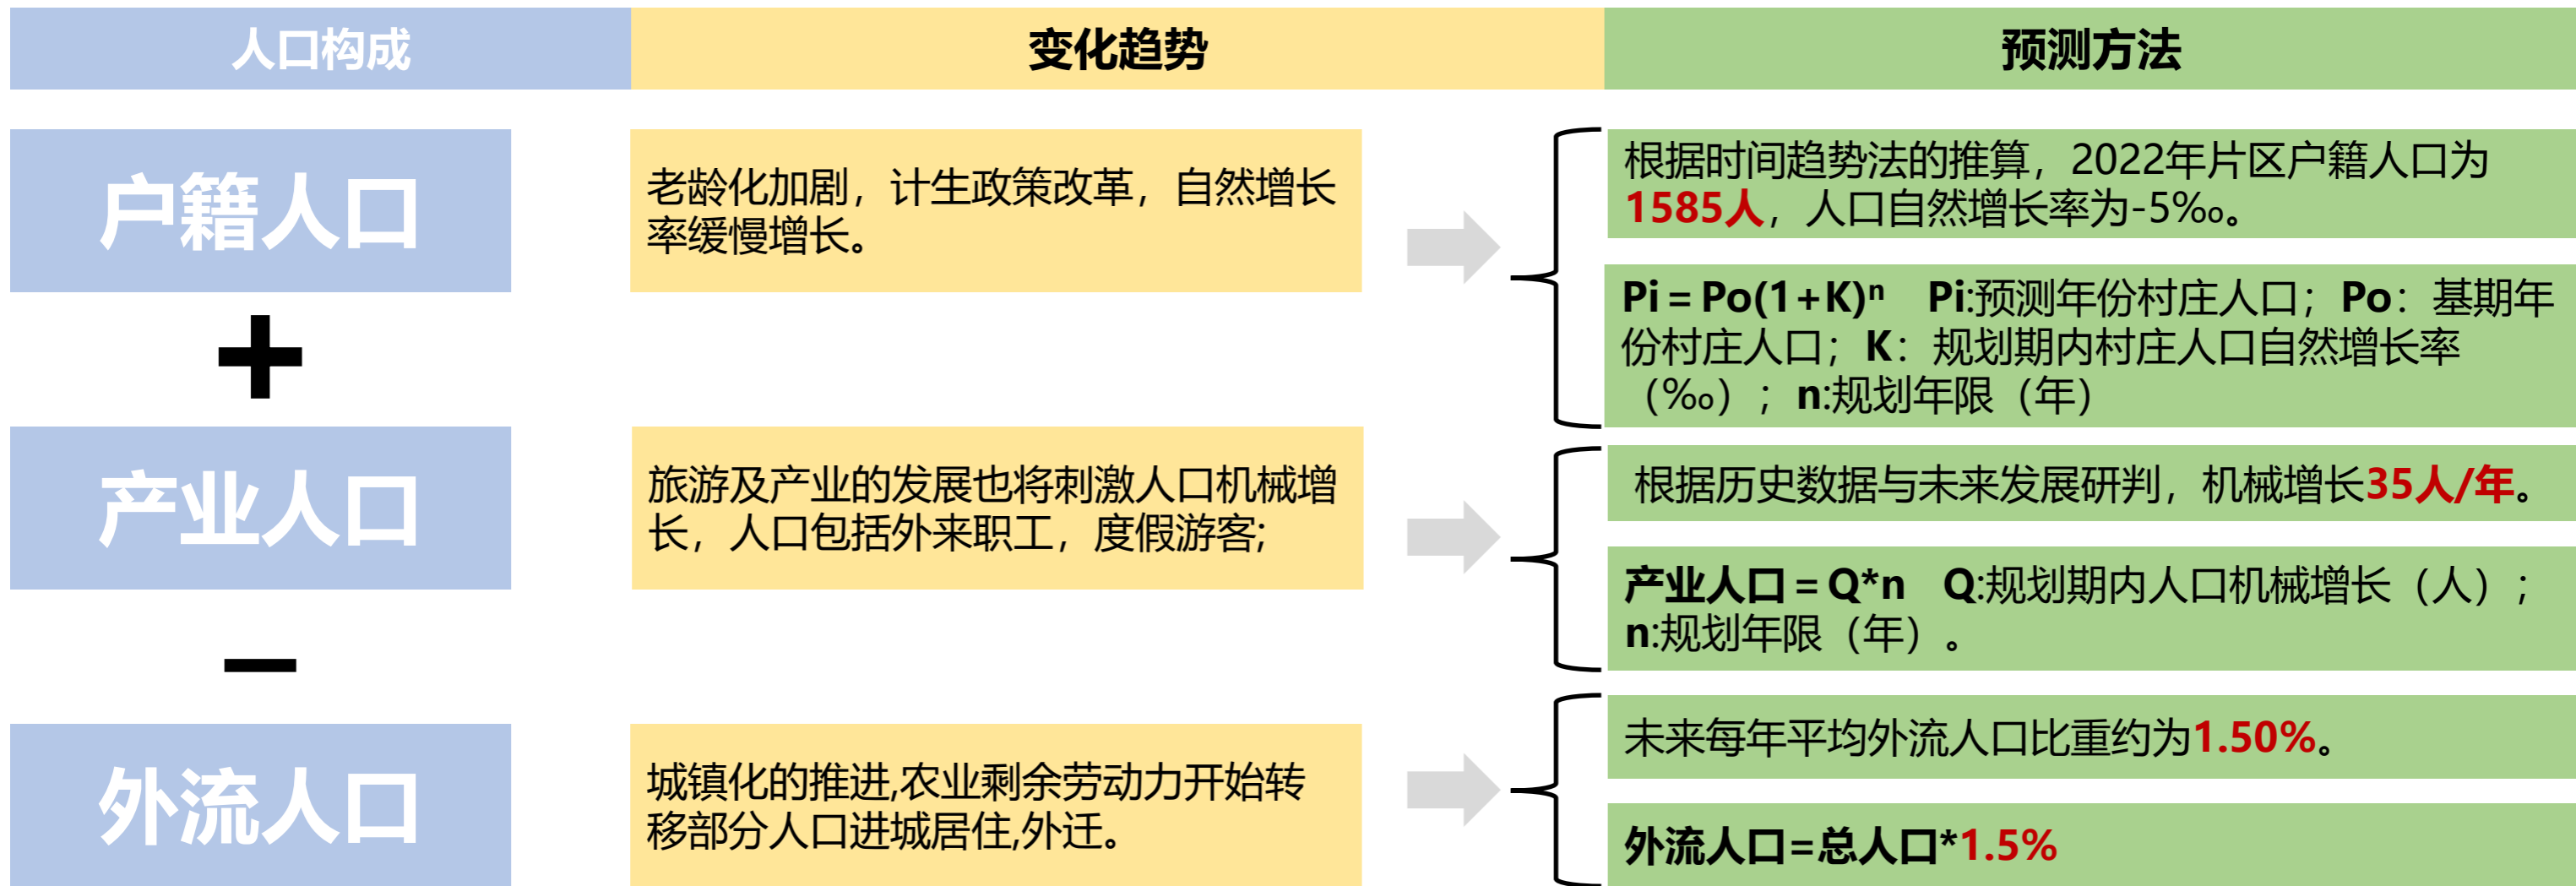 人口构成
变化趋势
预测方法
户籍人口
老龄化加剧，计生政策改革，自然增长
率缓慢增长。
根据时间趋势法的推算，2022年片区户籍人口为
1585人，人口自然增长率为-5‰。
Pi = Po(1+K)ⁿ Pi:预测年份村庄人口；Po：基期年
份村庄人口；K：规划期内村庄人口自然增长率
（‰）；n:规划年限（年）
+
产业人口
旅游及产业的发展也将刺激人口机械增
长，人口包括外来职工，度假游客;
根据历史数据与未来发展研判，机械增长35人/年。
产业人口 = Q*n Q:规划期内人口机械增长（人）；
n:规划年限（年）。
−
外流人口
城镇化的推进,农业剩余劳动力开始转
移部分人口进城居住,外迁。
未来每年平均外流人口比重约为1.50%。
外流人口=总人口*1.5%